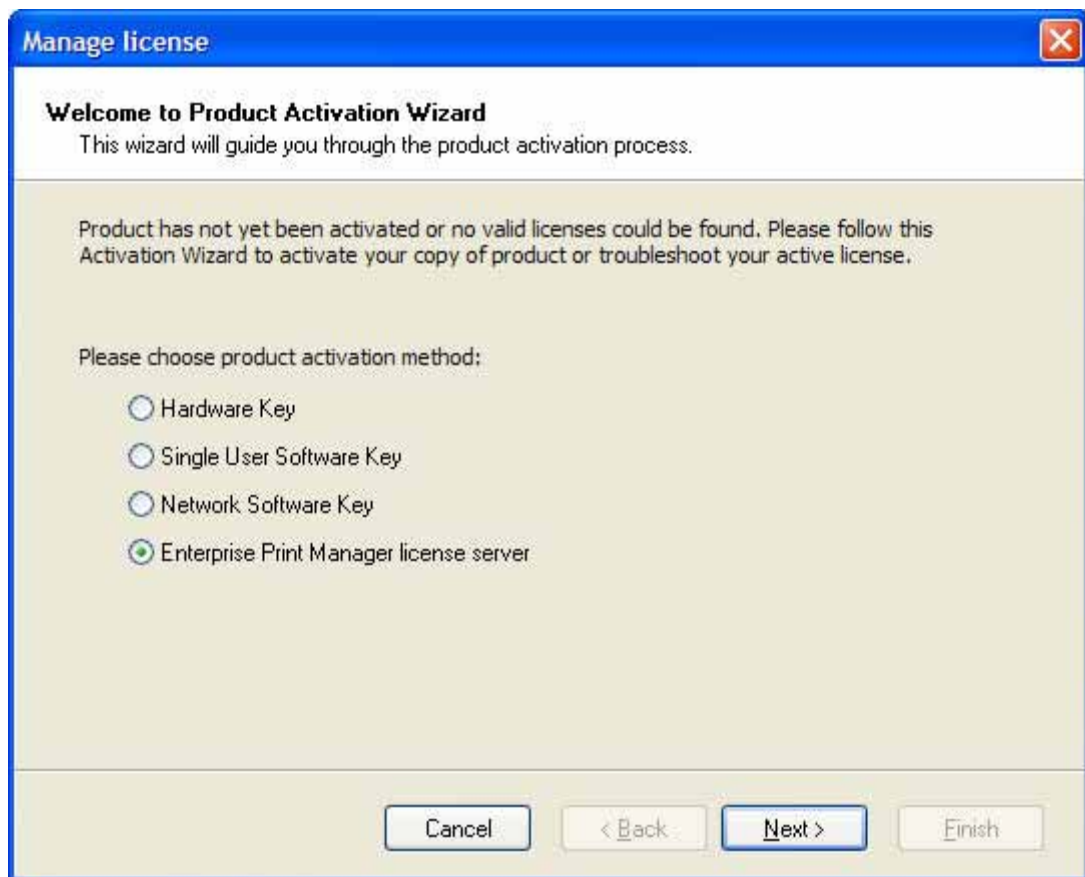 Manage license
Welcome to Product Activation Wizard
This wizard will guide you through the product activation process.
Product has not yet been activated or no valid licenses could be found. Please follow this
Activation Wizard to activate your copy of product or troubleshoot your active license.
Please choose product activation method:
Hardware Key
Single User Software Key
Network Software Key
Enterprise Print Manager license server
Cancel < Back Next > Finish